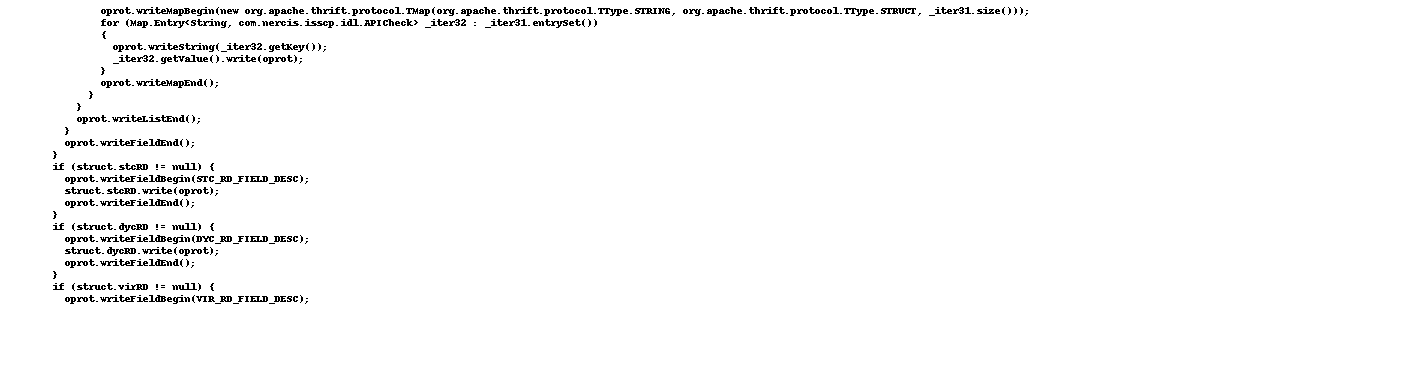 oprot.writeMapBegin(new org.apache.thrift.protocol.TMap(org.apache.thrift.protocol.TType.STRING, org.apache.thrift.protocol.TType.STRUCT, _iter31.size()));
for (Map.Entry<String, com.nercis.isscp.idl.APICheck> _iter32 : _iter31.entrySet())
{
oprot.writeString(_iter32.getKey());
_iter32.getValue().write(oprot);
}
oprot.writeMapEnd();
}
}
oprot.writeListEnd();
}
oprot.writeFieldEnd();
}
if (struct.stcRD != null) {
oprot.writeFieldBegin(STC_RD_FIELD_DESC);
struct.stcRD.write(oprot);
oprot.writeFieldEnd();
}
if (struct.dycRD != null) {
oprot.writeFieldBegin(DYC_RD_FIELD_DESC);
struct.dycRD.write(oprot);
oprot.writeFieldEnd();
}
if (struct.virRD != null) {
oprot.writeFieldBegin(VIR_RD_FIELD_DESC);